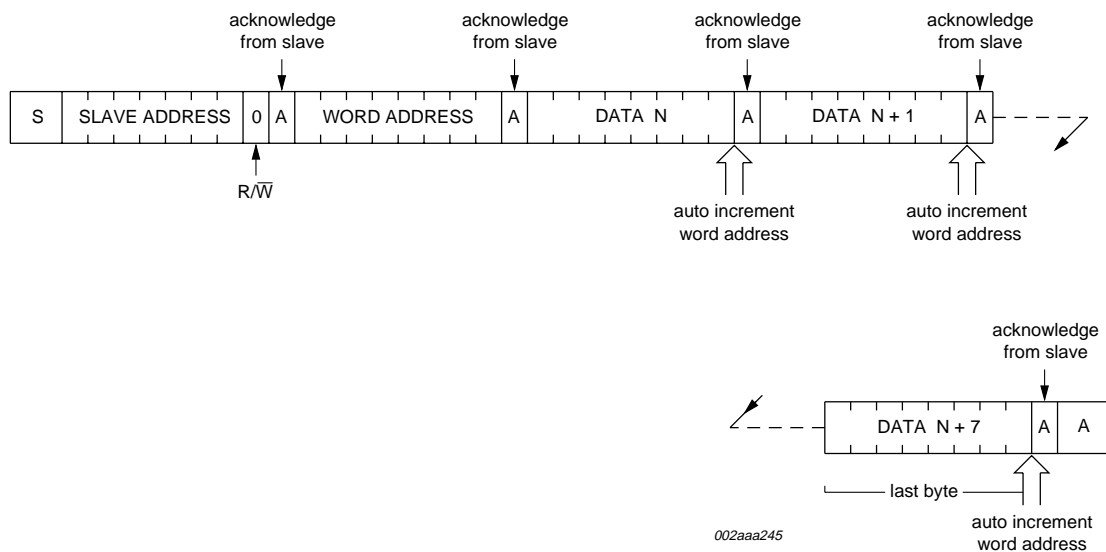 acknowledge
from slave
acknowledge
from slave
acknowledge
from slave
acknowledge
from slave
S SLAVE ADDRESS 0 A WORD ADDRESS A DATA N A DATA N + 1 A
R/W̅
auto increment
word address
auto increment
word address
acknowledge
from slave
DATA N + 7 A A
last byte
auto increment
word address
002aaa245